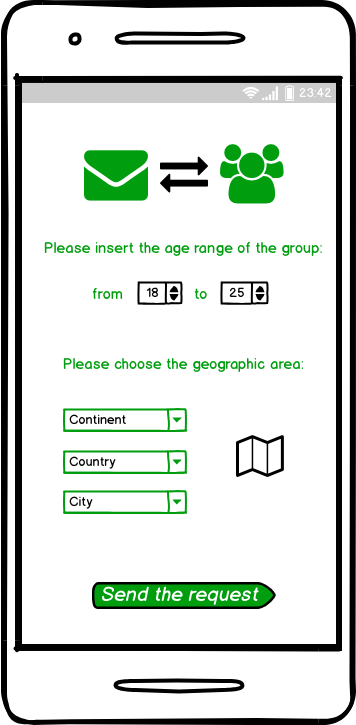 23:42
Please insert the age range of the group:
from 18 to 25
Please choose the geographic area:
Continent
Country
City
Send the request